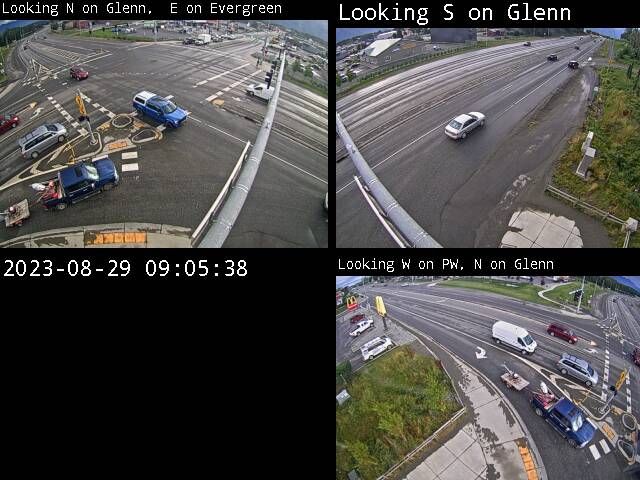 Looking N on Glenn,  E on Evergreen
Looking S on Glenn
2023-08-29 09:05:38
Looking W on PW, N on Glenn